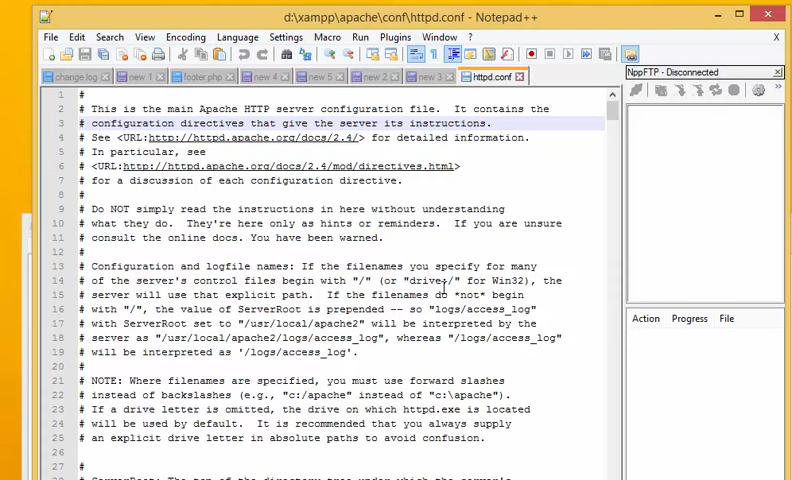 d:\xampp\apache\conf\httpd.conf - Notepad++
File Edit Search View Encoding Language Settings Macro Run Plugins Window ? X
change.log new 1 footer.php new 4 new 5 new 2 new 3 httpd.conf
NppFTP - Disconnected
1 #
2 # This is the main Apache HTTP server configuration file.  It contains the
3 # configuration directives that give the server its instructions.
4 # See <URL:http://httpd.apache.org/docs/2.4/> for detailed information.
5 # In particular, see
6 # <URL:http://httpd.apache.org/docs/2.4/mod/directives.html>
7 # for a discussion of each configuration directive.
8 #
9 # Do NOT simply read the instructions in here without understanding
10 # what they do.  They're here only as hints or reminders.  If you are unsure
11 # consult the online docs. You have been warned.
12 #
13 # Configuration and logfile names: If the filenames you specify for many
14 # of the server's control files begin with "/" (or "drive:/" for Win32), the
15 # server will use that explicit path.  If the filenames do *not* begin
16 # with "/", the value of ServerRoot is prepended -- so "logs/access_log"
17 # with ServerRoot set to "/usr/local/apache2" will be interpreted by the
18 # server as "/usr/local/apache2/logs/access_log", whereas "/logs/access_log"
19 # will be interpreted as '/logs/access_log'.
20 #
21 # NOTE: Where filenames are specified, you must use forward slashes
22 # instead of backslashes (e.g., "c:/apache" instead of "c:\apache").
23 # If a drive letter is omitted, the drive on which httpd.exe is located
24 # will be used by default.  It is recommended that you always supply
25 # an explicit drive letter in absolute paths to avoid confusion.
26
27 #
28 # ServerRoot: The top of the directory tree under which the server's
Action Progress File